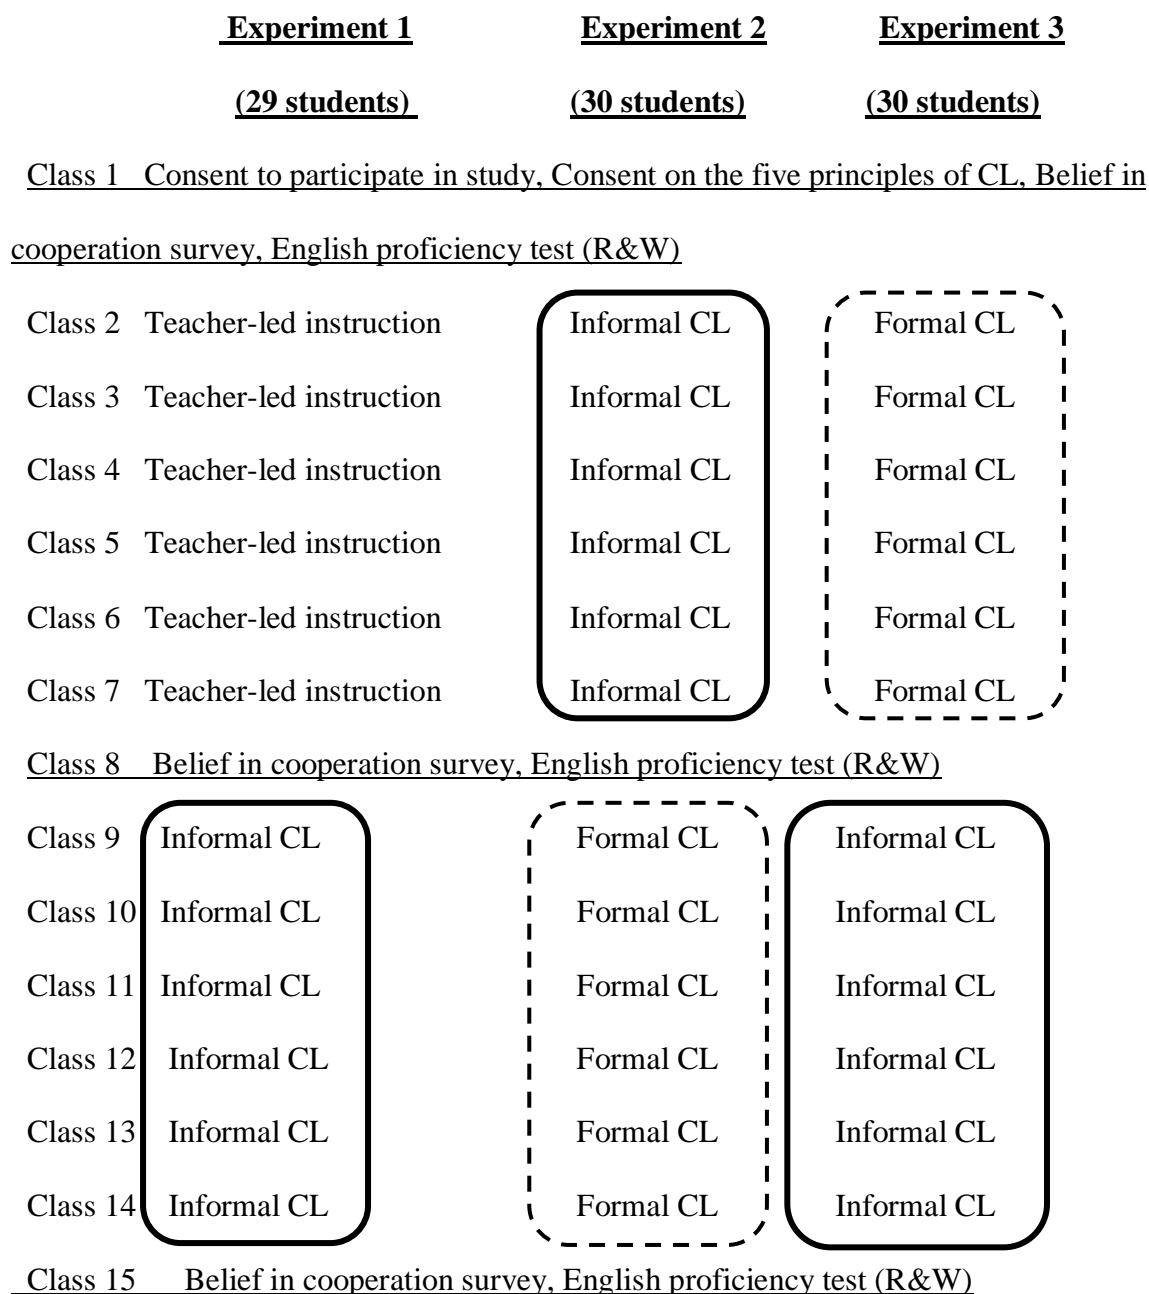 Experiment 1 Experiment 2 Experiment 3
(29 students) (30 students) (30 students)
Class 1 Consent to participate in study, Consent on the five principles of CL, Belief in
cooperation survey, English proficiency test (R&W)
Class 2 Teacher-led instruction Informal CL Formal CL
Class 3 Teacher-led instruction Informal CL Formal CL
Class 4 Teacher-led instruction Informal CL Formal CL
Class 5 Teacher-led instruction Informal CL Formal CL
Class 6 Teacher-led instruction Informal CL Formal CL
Class 7 Teacher-led instruction Informal CL Formal CL
Class 8 Belief in cooperation survey, English proficiency test (R&W)
Class 9 Informal CL Formal CL Informal CL
Class 10 Informal CL Formal CL Informal CL
Class 11 Informal CL Formal CL Informal CL
Class 12 Informal CL Formal CL Informal CL
Class 13 Informal CL Formal CL Informal CL
Class 14 Informal CL Formal CL Informal CL
Class 15 Belief in cooperation survey, English proficiency test (R&W)